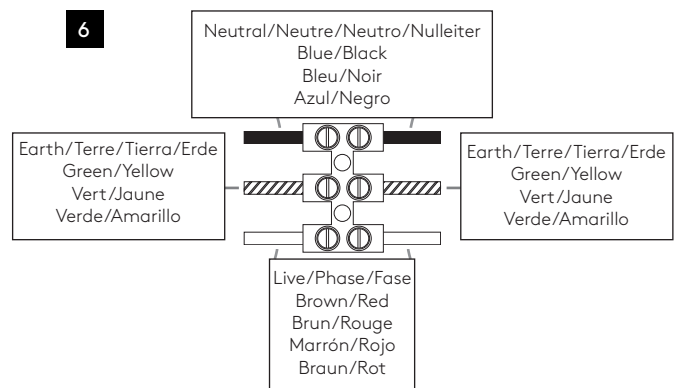 6
Neutral/Neutre/Neutro/Nulleiter
Blue/Black
Bleu/Noir
Azul/Negro
Earth/Terre/Tierra/Erde
Green/Yellow
Vert/Jaune
Verde/Amarillo
Earth/Terre/Tierra/Erde
Green/Yellow
Vert/Jaune
Verde/Amarillo
Live/Phase/Fase
Brown/Red
Brun/Rouge
Marrón/Rojo
Braun/Rot